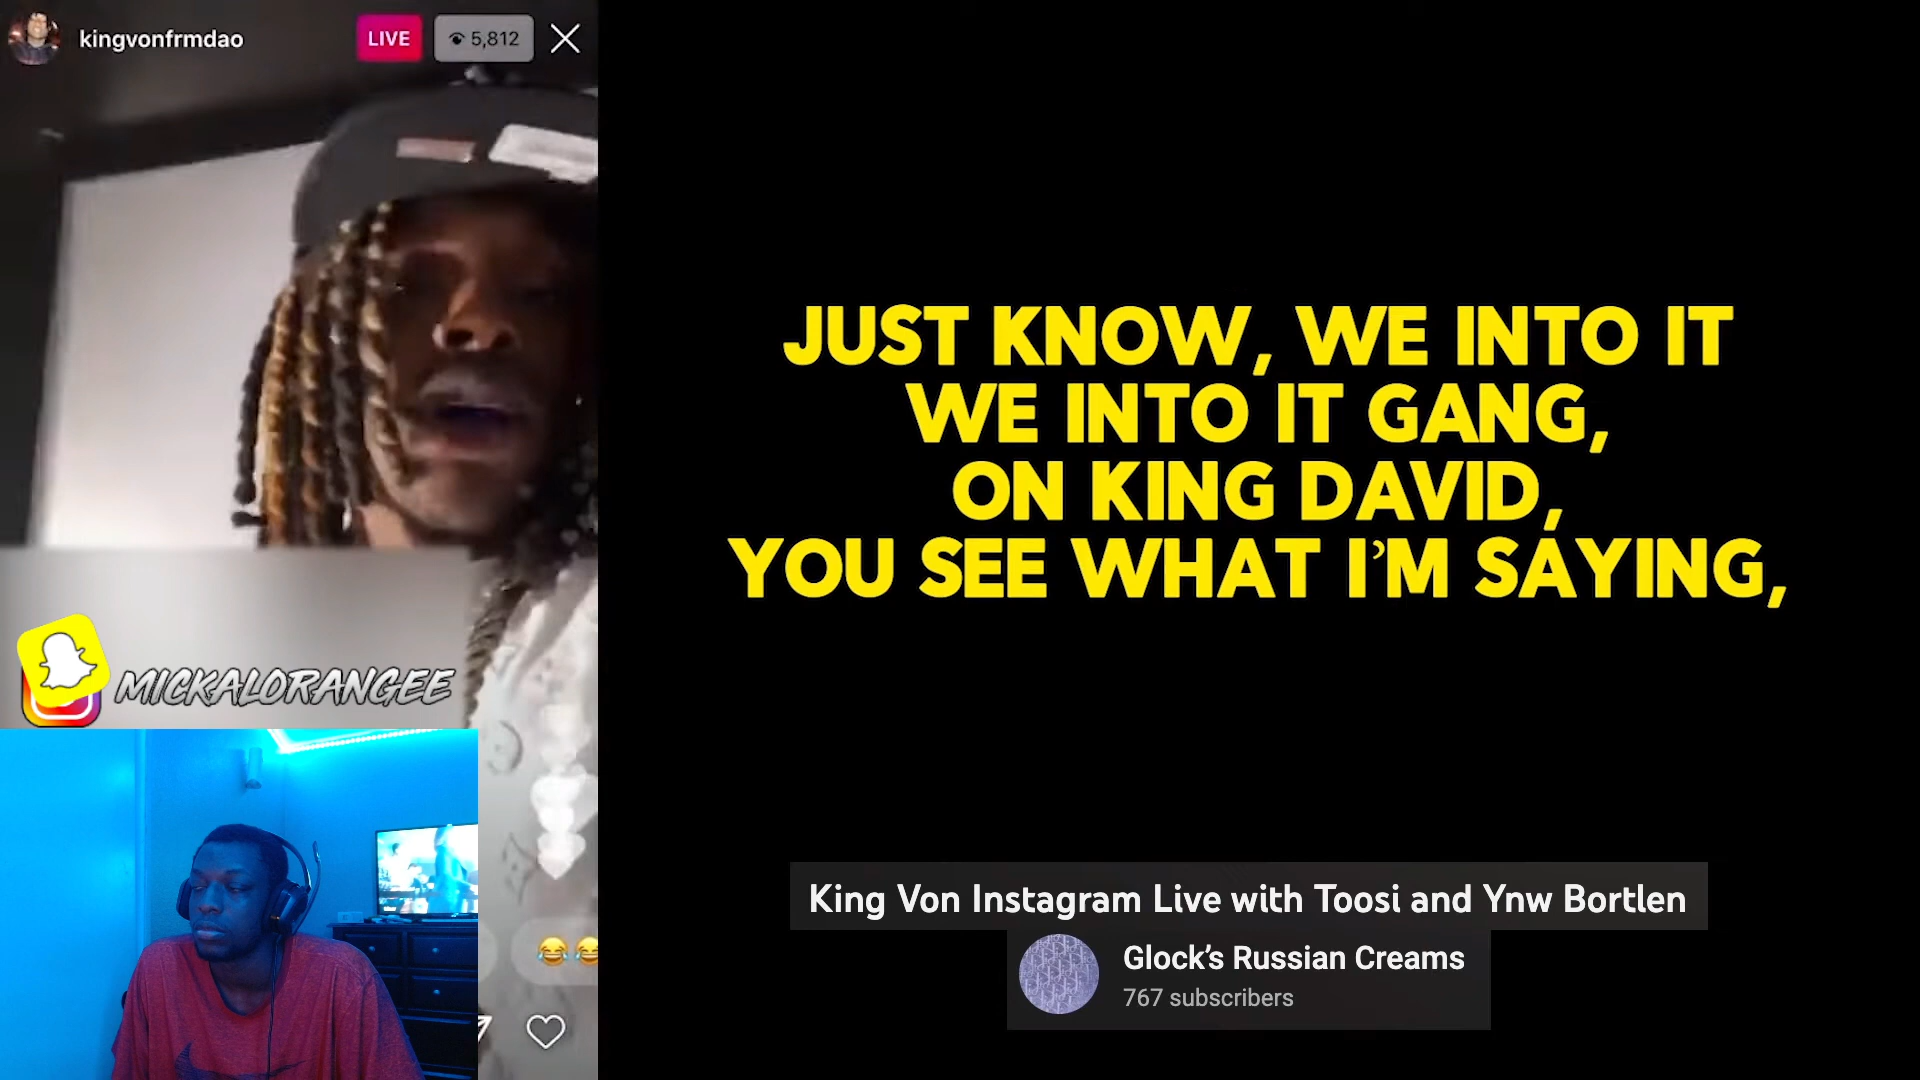 kingvonfrmdao
LIVE
5,812
JUST KNOW, WE INTO IT
WE INTO IT GANG,
ON KING DAVID,
YOU SEE WHAT I'M SAYING,
MICKALORANGEE
King Von Instagram Live with Toosi and Ynw Bortlen
Glock's Russian Creams
767 subscribers